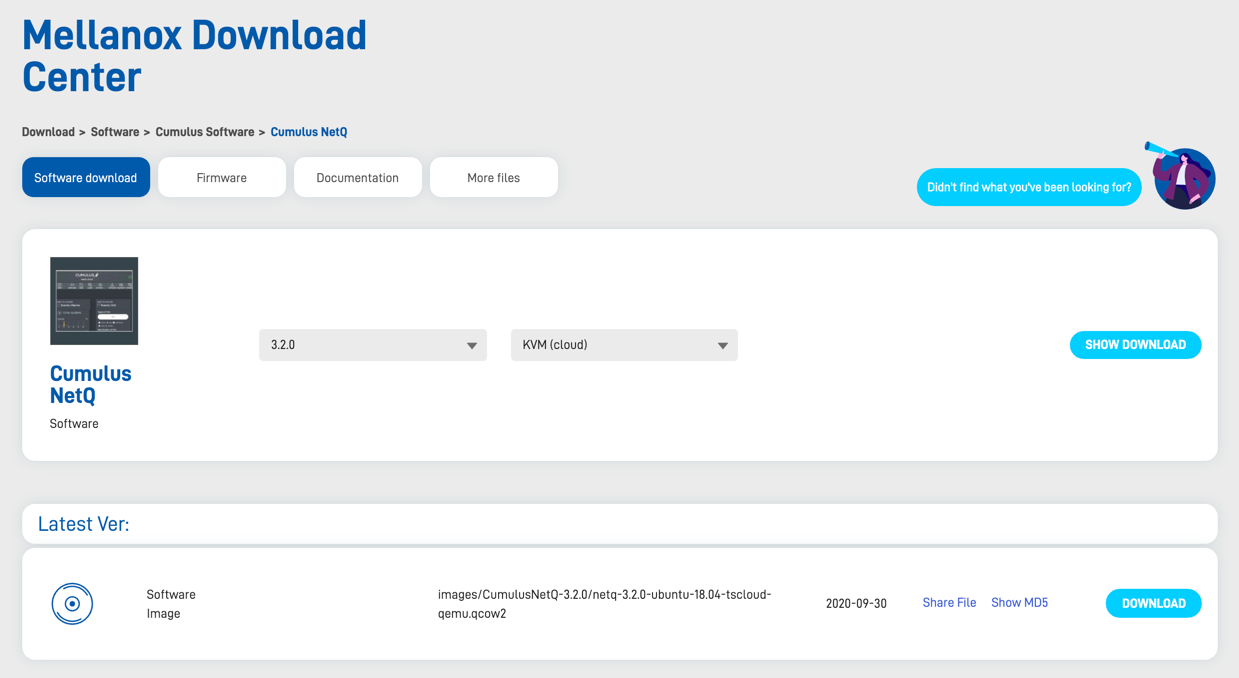 Mellanox Download
Center
Download > Software > Cumulus Software > Cumulus NetQ
Software download
Firmware
Documentation
More files
Didn't find what you've been looking for?
CUMULUS
3.2.0
KVM (cloud)
SHOW DOWNLOAD
Cumulus
NetQ
Software
Latest Ver:
Software
Image
images/CumulusNetQ-3.2.0/netq-3.2.0-ubuntu-18.04-tscloud-
qemu.qcow2
2020-09-30
Share File
Show MD5
DOWNLOAD